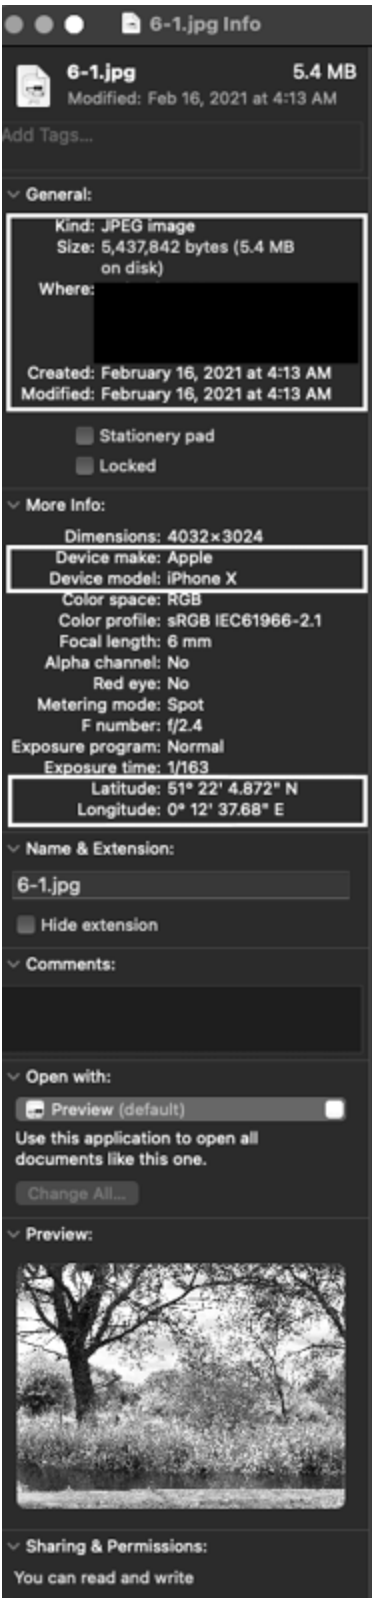 6-1.jpg Info
6-1.jpg 5.4 MB
Modified: Feb 16, 2021 at 4:13 AM
Add Tags...
General:
Kind: JPEG image
Size: 5,437,842 bytes (5.4 MB
on disk)
Where:
Created: February 16, 2021 at 4:13 AM
Modified: February 16, 2021 at 4:13 AM
Stationery pad
Locked
More Info:
Dimensions: 4032×3024
Device make: Apple
Device model: iPhone X
Color space: RGB
Color profile: sRGB IEC61966-2.1
Focal length: 6 mm
Alpha channel: No
Red eye: No
Metering mode: Spot
F number: f/2.4
Exposure program: Normal
Exposure time: 1/163
Latitude: 51° 22' 4.872" N
Longitude: 0° 12' 37.68" E
Name & Extension:
6-1.jpg
Hide extension
Comments:
Open with:
Preview (default)
Use this application to open all
documents like this one.
Change All...
Preview:
Sharing & Permissions:
You can read and write